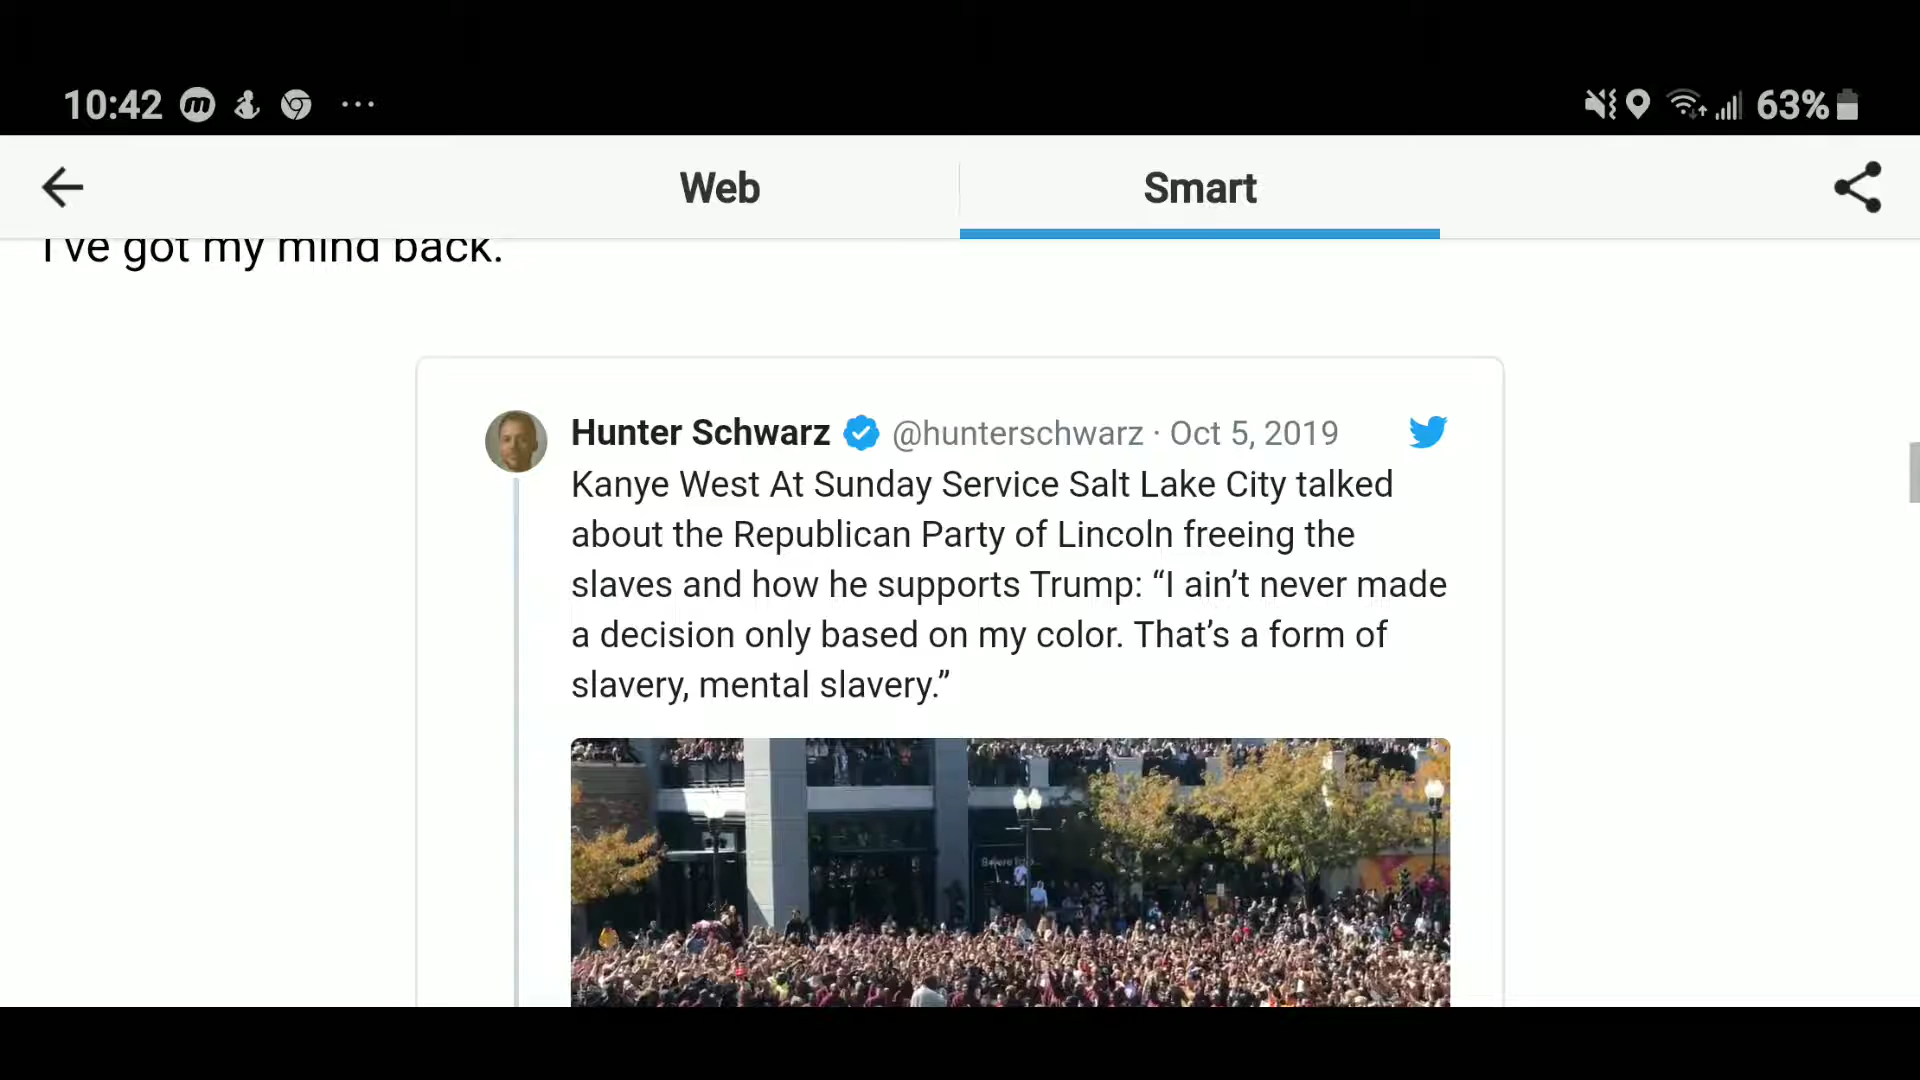 10:42 m ... 63%
Web Smart
I've got my mind back.
Hunter Schwarz @hunterschwarz · Oct 5, 2019
Kanye West At Sunday Service Salt Lake City talked
about the Republican Party of Lincoln freeing the
slaves and how he supports Trump: “I ain’t never made
a decision only based on my color. That’s a form of
slavery, mental slavery.”